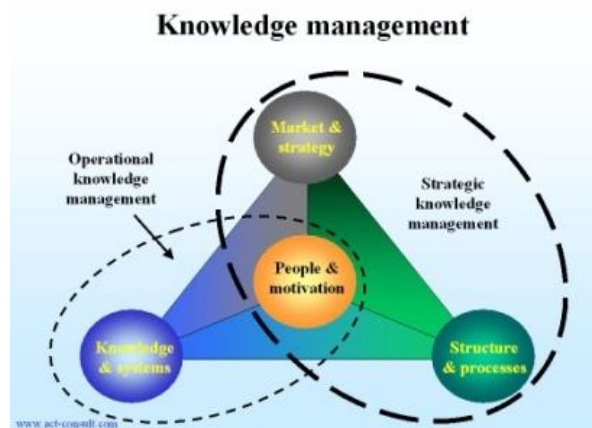 Knowledge management
Market &
strategy
Operational
knowledge
management
Strategic
knowledge
management
People &
motivation
Knowledge
& systems
Structure
& processes
www.act-consult.com